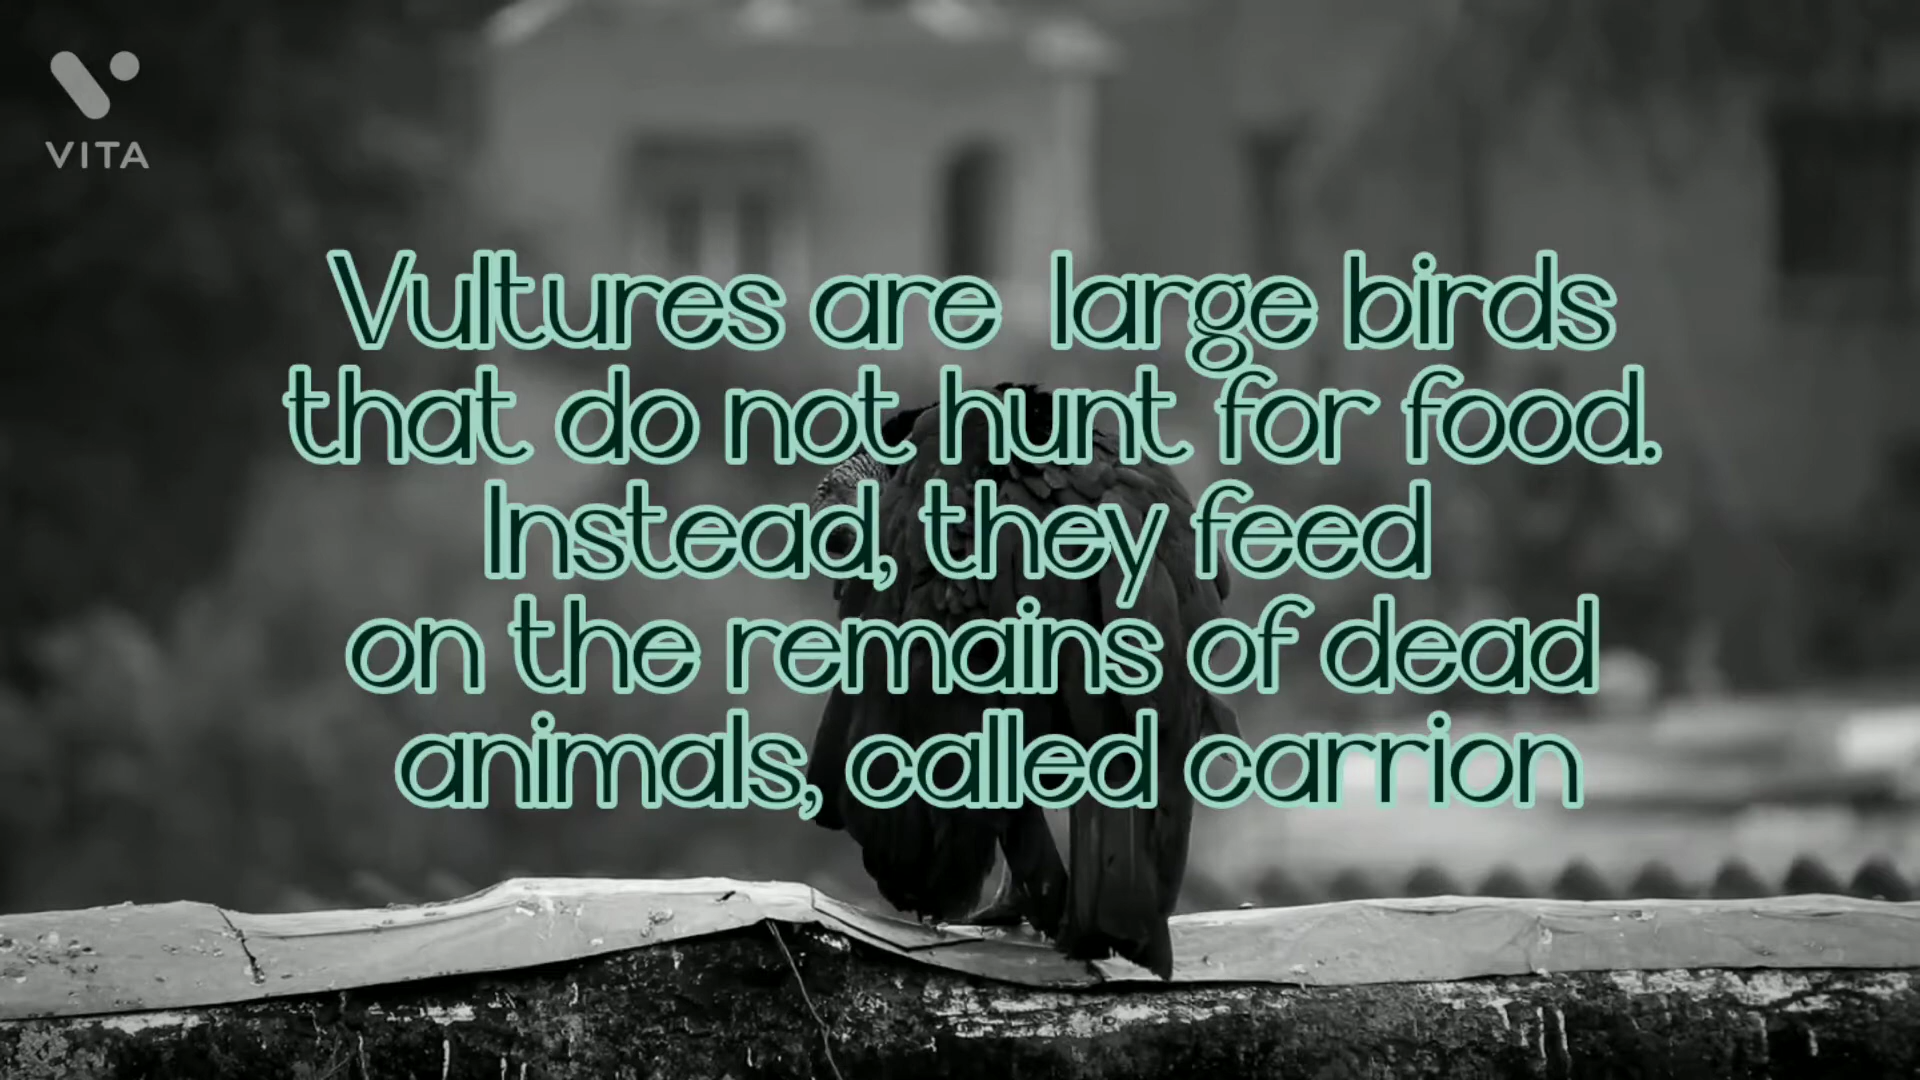 VITA
Vultures are large birds
that do not hunt for food.
Instead, they feed
on the remains of dead
animals, called carrion